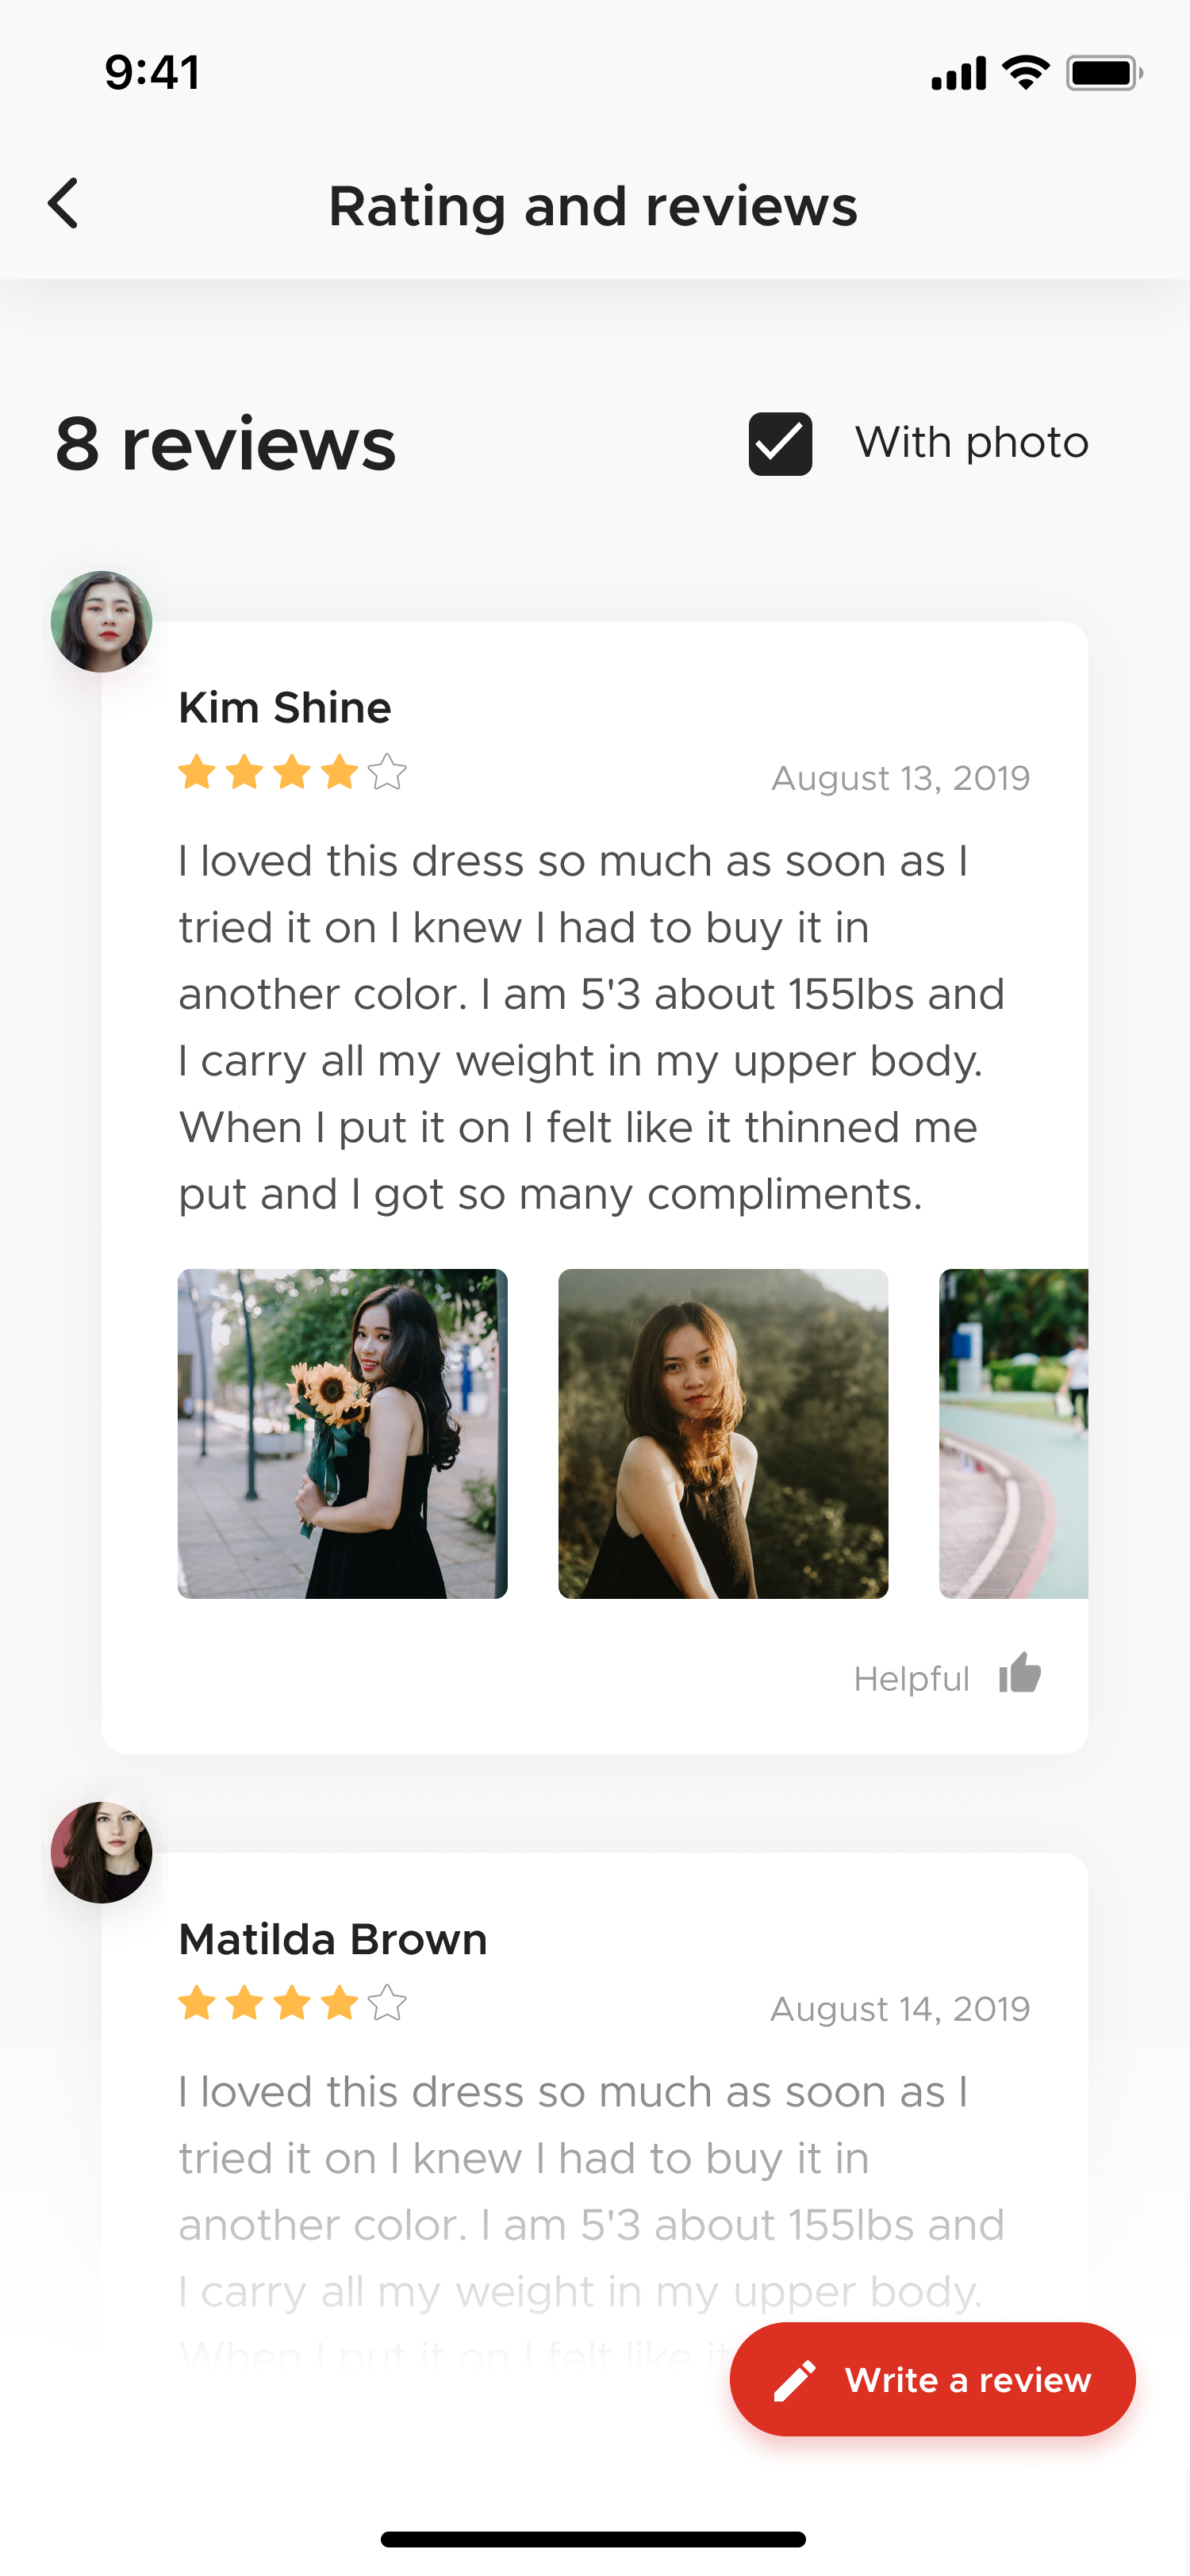 9:41
Rating and reviews
8 reviews
With photo
Kim Shine
August 13, 2019
I loved this dress so much as soon as I
tried it on I knew I had to buy it in
another color. I am 5'3 about 155lbs and
I carry all my weight in my upper body.
When I put it on I felt like it thinned me
put and I got so many compliments.
Helpful
Matilda Brown
August 14, 2019
I loved this dress so much as soon as I
tried it on I knew I had to buy it in
another color. I am 5'3 about 155lbs and
I carry all my weight in my upper body.
When I put it on I felt like it
Write a review